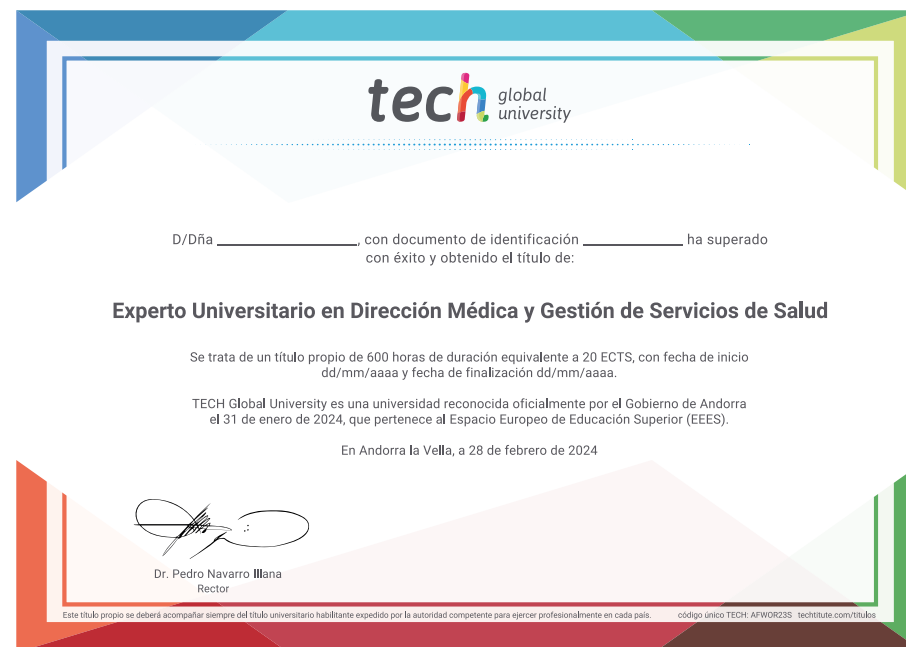 tech global university
D/Dña ____________________, con documento de identificación ______________ ha superado
con éxito y obtenido el título de:
Experto Universitario en Dirección Médica y Gestión de Servicios de Salud
Se trata de un título propio de 600 horas de duración equivalente a 20 ECTS, con fecha de inicio
dd/mm/aaaa y fecha de finalización dd/mm/aaaa.
TECH Global University es una universidad reconocida oficialmente por el Gobierno de Andorra
el 31 de enero de 2024, que pertenece al Espacio Europeo de Educación Superior (EEES).
En Andorra la Vella, a 28 de febrero de 2024
Dr. Pedro Navarro Illana
Rector
Este título propio se deberá acompañar siempre del título universitario habilitante expedido por la autoridad competente para ejercer profesionalmente en cada país. código único TECH: AFWOR23S techtitute.com/titulos